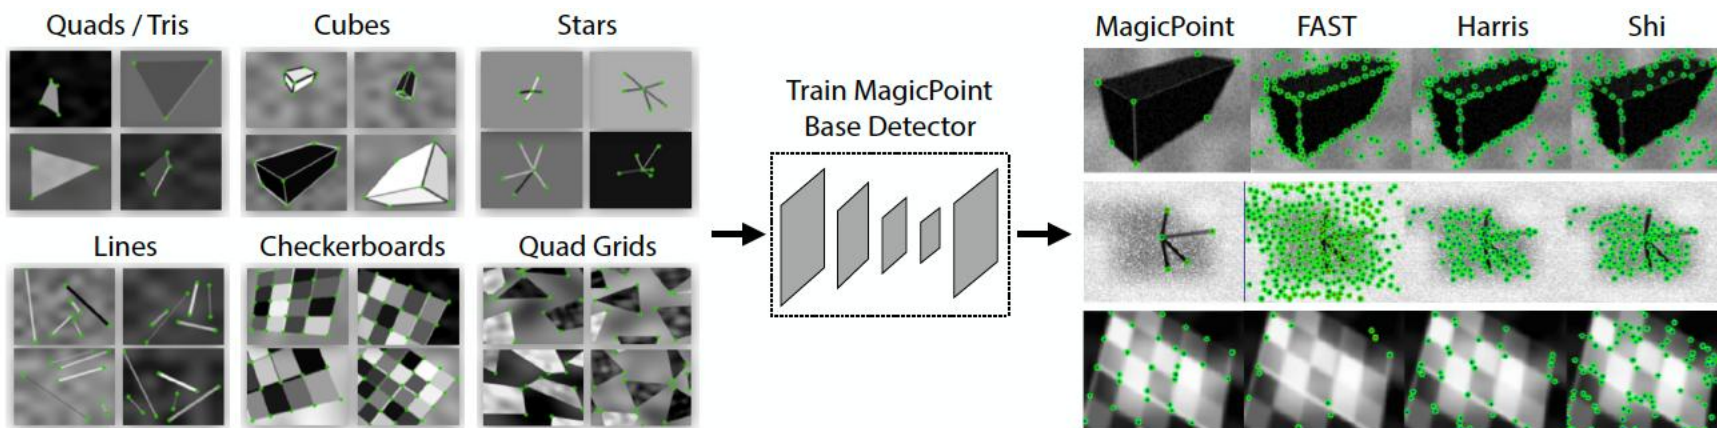 Quads / Tris
Cubes
Stars
Lines
Checkerboards
Quad Grids
Train MagicPoint
Base Detector
MagicPoint
FAST
Harris
Shi